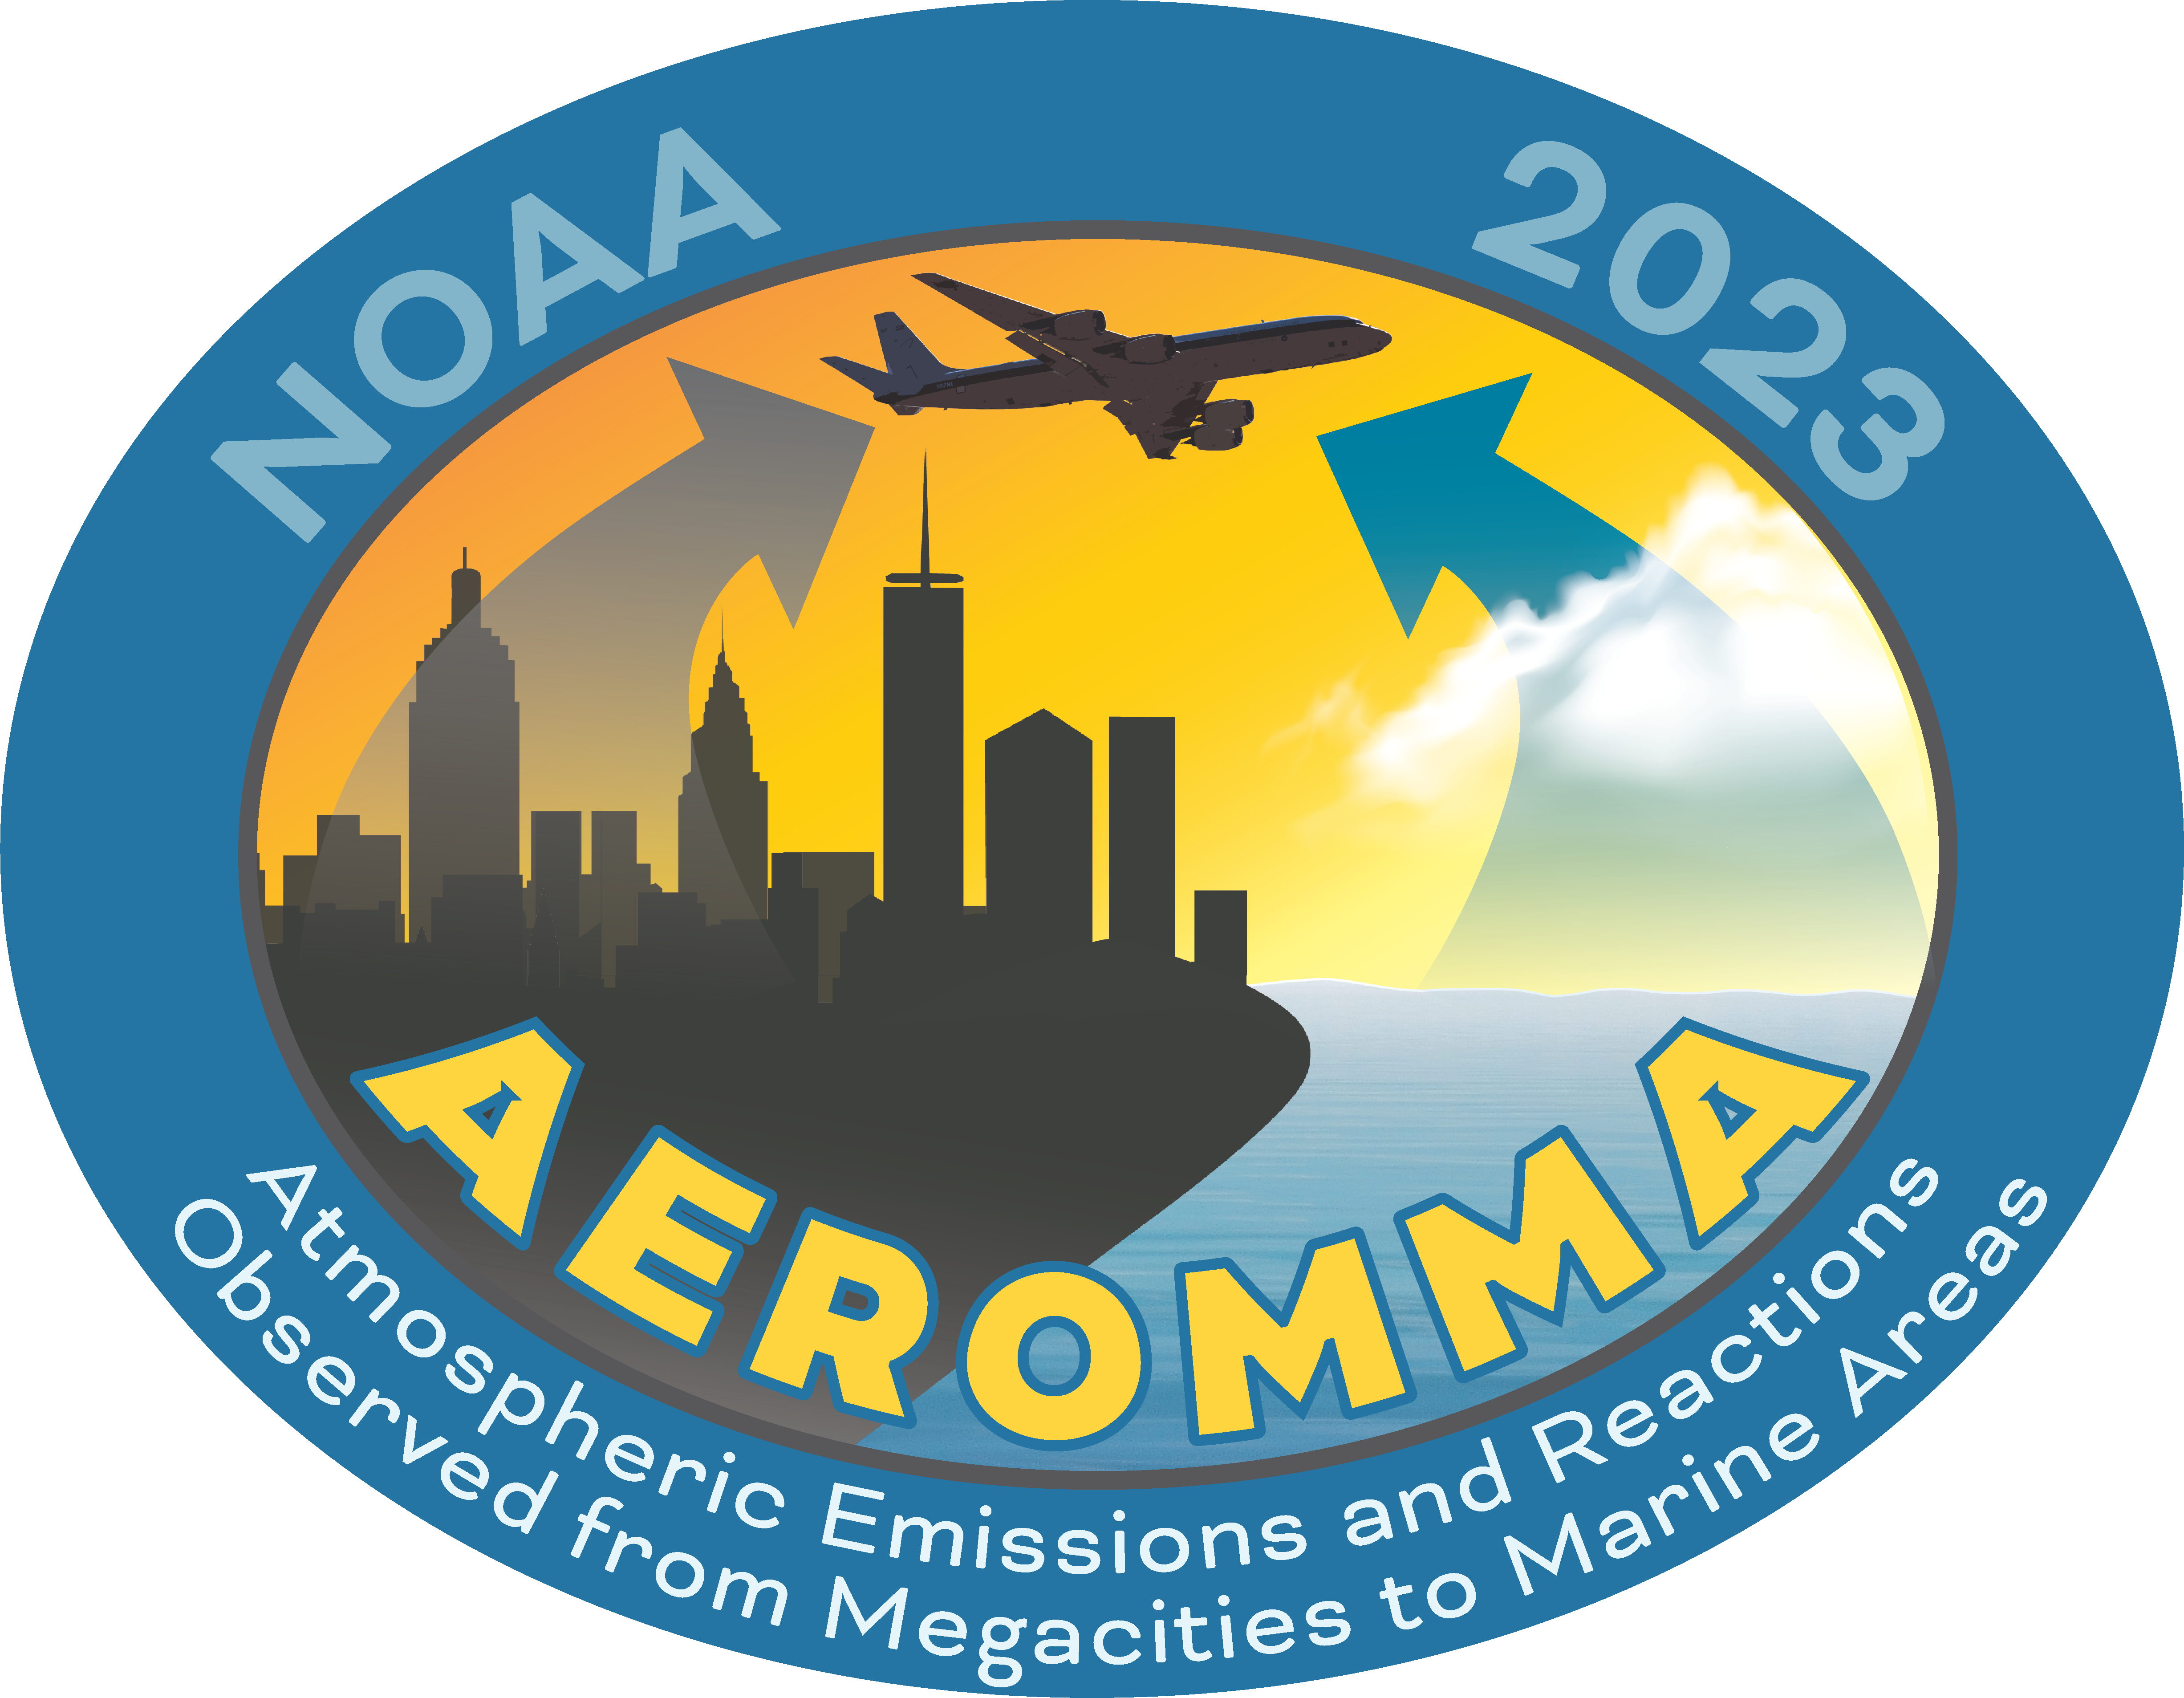 NOAA 2023
AEROMMA
Atmospheric Emissions and Reactions
Observed from Megacities to Marine Areas